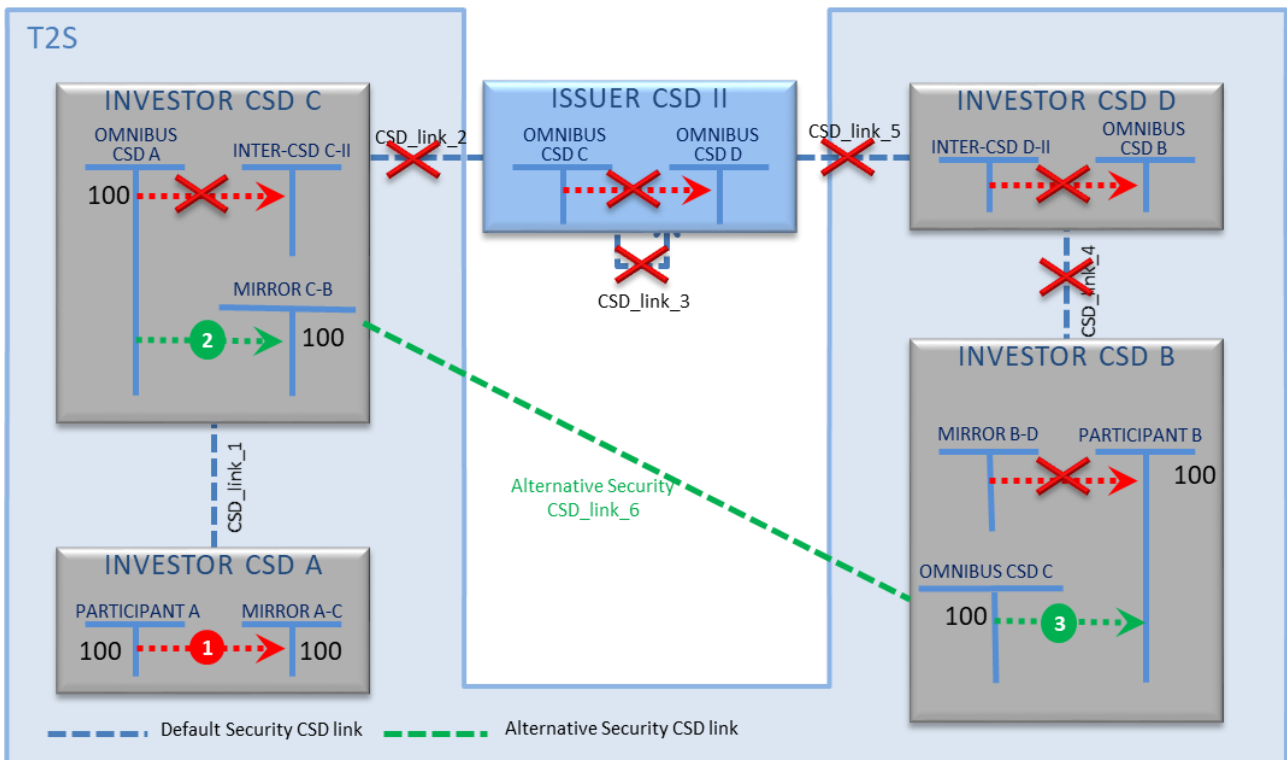 T2S
INVESTOR CSD C
OMNIBUS
CSD A
INTER-CSD C-II
100
MIRROR C-B
2
100
CSD_link_2
ISSUER CSD II
OMNIBUS
CSD C
OMNIBUS
CSD D
CSD_link_3
CSD_link_5
INVESTOR CSD D
INTER-CSD D-II
OMNIBUS
CSD B
CSD_link_4
INVESTOR CSD B
MIRROR B-D
PARTICIPANT B
100
OMNIBUS CSD C
100
3
Alternative Security
CSD_link_6
CSD_link_1
INVESTOR CSD A
PARTICIPANT A
MIRROR A-C
100
1
100
Default Security CSD link
Alternative Security CSD link